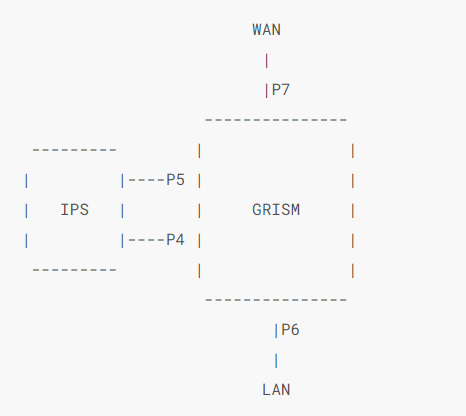 WAN
|
|P7
---------------
--------- | |
| |----P5 | |
| IPS | | GRISM |
| |----P4 | |
--------- | |
---------------
|P6
|
LAN